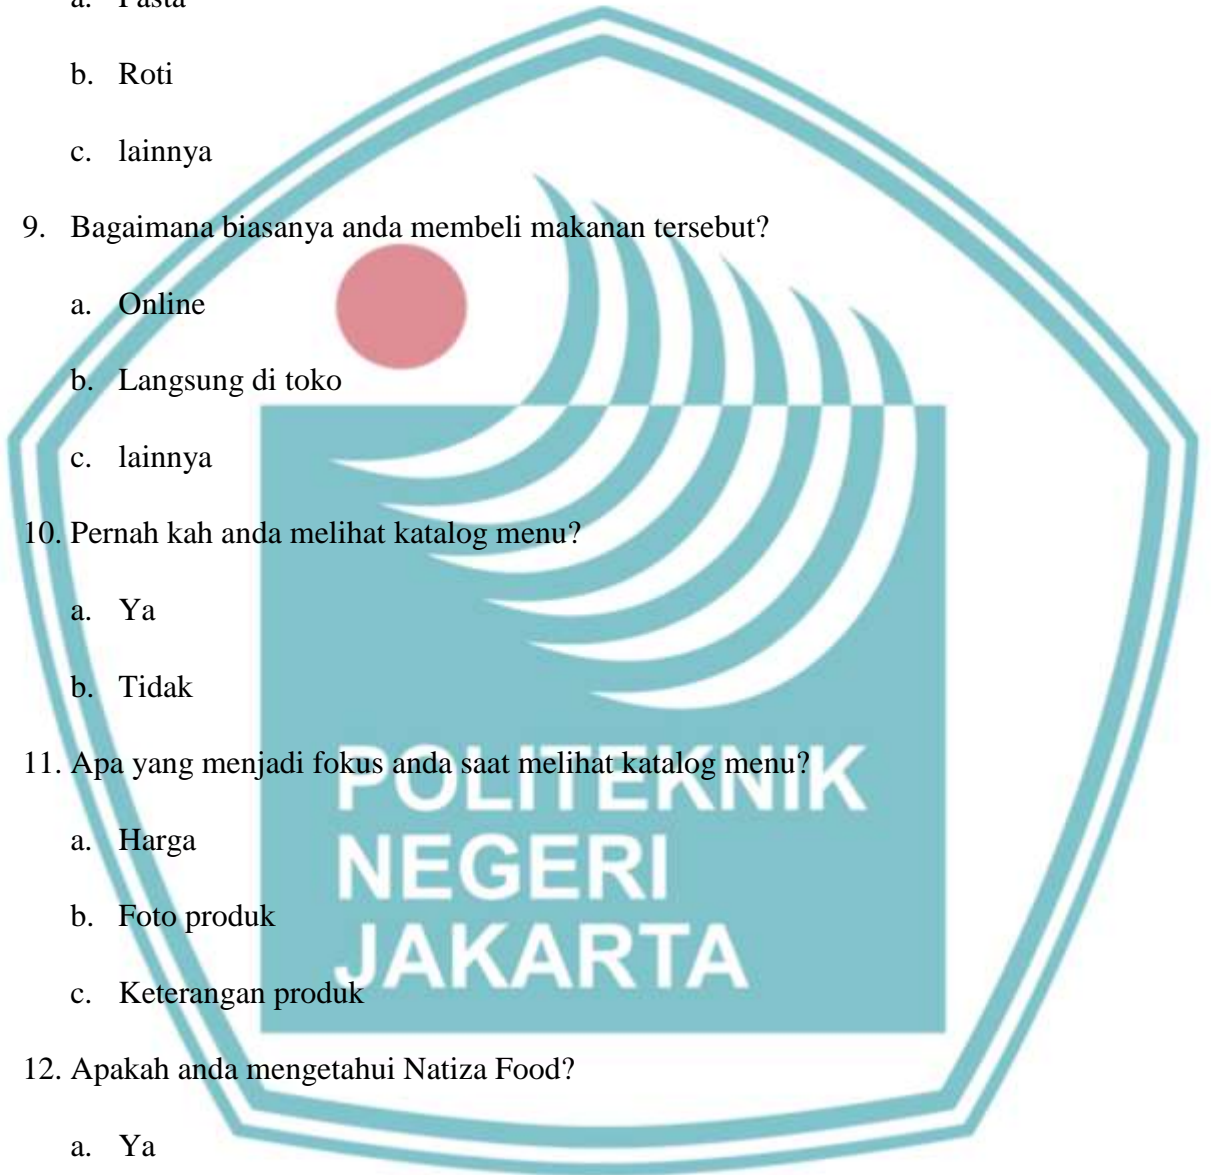 a. Pasta
b. Roti
c. lainnya
9. Bagaimana biasanya anda membeli makanan tersebut?
a. Online
b. Langsung di toko
c. lainnya
10. Pernah kah anda melihat katalog menu?
a. Ya
b. Tidak
11. Apa yang menjadi fokus anda saat melihat katalog menu?
a. Harga
b. Foto produk
c. Keterangan produk
12. Apakah anda mengetahui Natiza Food?
a. Ya
POLITEKNIK
NEGERI
JAKARTA